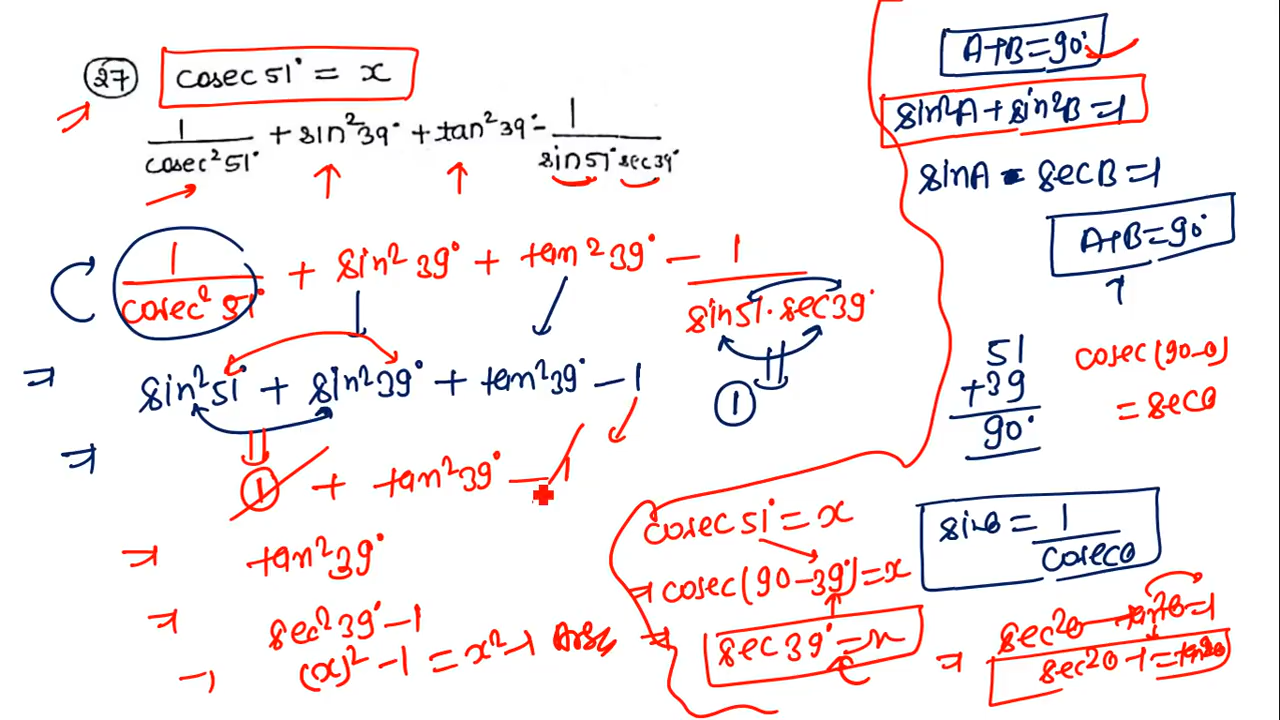 27 cosec 51° = x
1/cosec²51° + sin²39° + tan²39° - 1/(sin51° sec39°)
1/cosec²51° + sin²39° + tan²39° - 1/(sin51·sec39°)
①
⇒ sin²51° + sin²39° + tan²39° - 1
⇒ ① + tan²39° - 1
⇒ tan²39°
⇒ sec²39° - 1
→ (x)² - 1 = x² - 1 Ans
A+B=90°
sin²A + sin²B = 1
sinA secB = 1
A+B=90°
51
+39
90°
cosec(90-θ)
= secθ
cosec 51° = x
⇒ cosec(90-39°) = x
⇒ sec 39° = x
sinθ = 1/cosecθ
sec²θ - tan²θ = 1
⇒ sec²θ - 1 = tan²θ